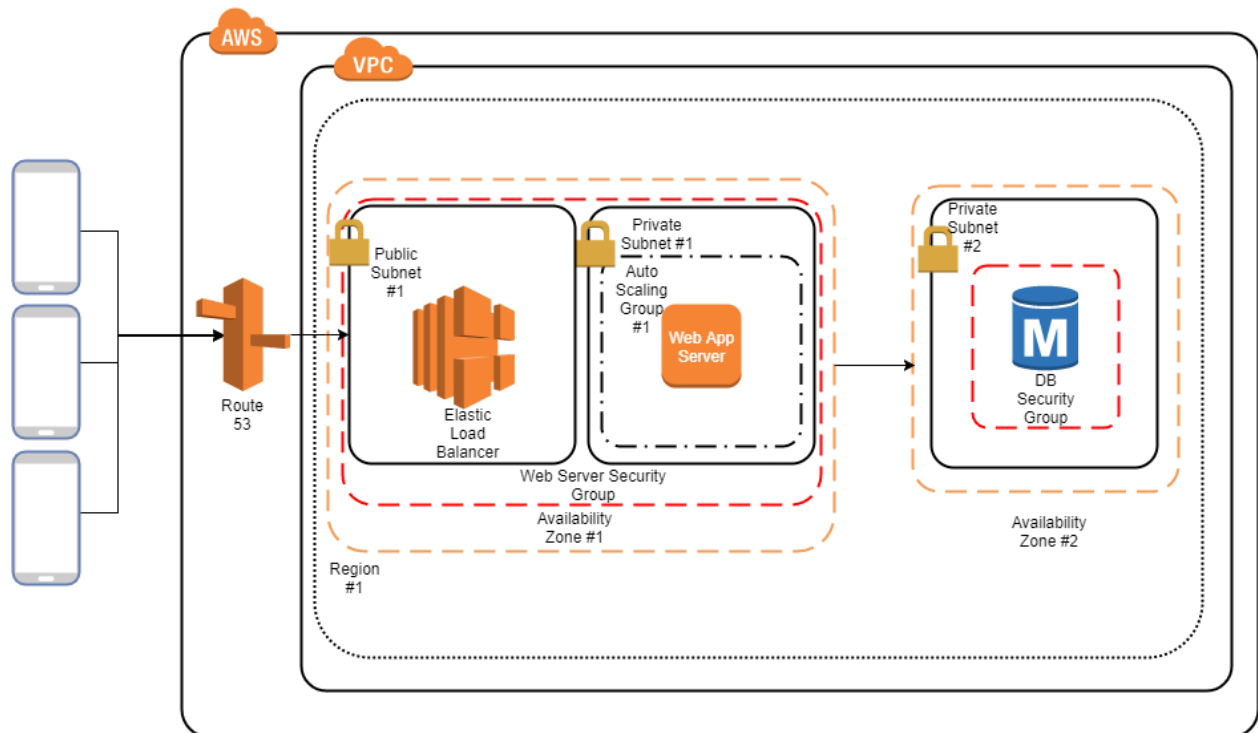 AWS
VPC
Public
Subnet
#1
Private
Subnet #1
Auto
Scaling
Group
#1
Web App
Server
Private
Subnet
#2
M
DB
Security
Group
Route
53
Elastic
Load
Balancer
Web Server Security
Group
Availability
Zone #1
Availability
Zone #2
Region
#1